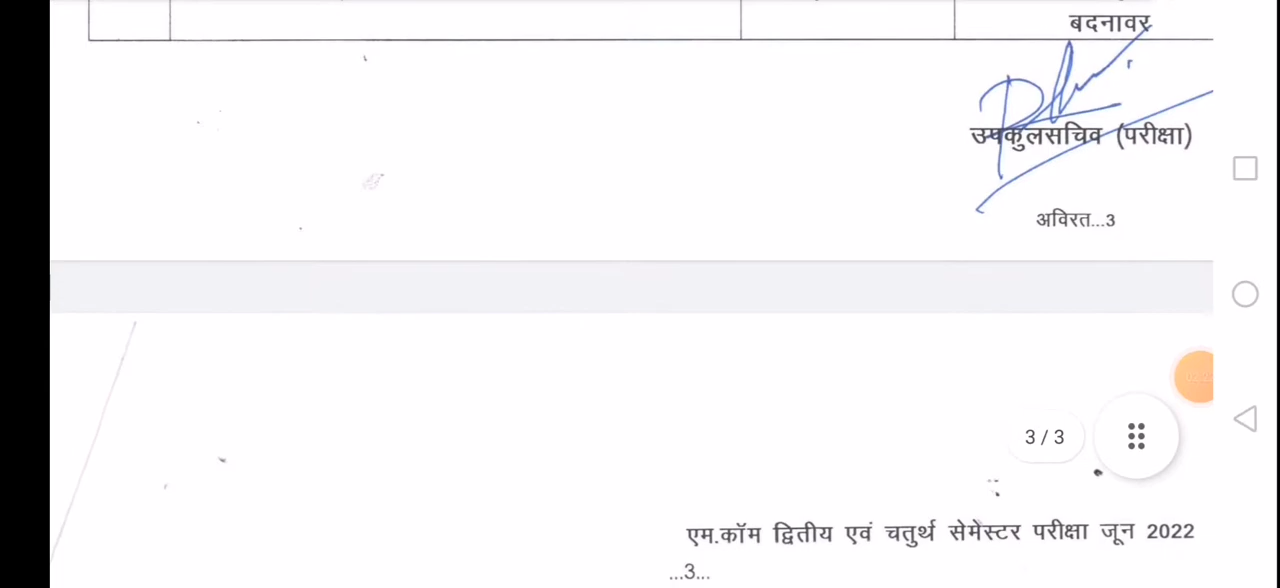 बदनावर
उपकुलसचिव (परीक्षा)
अविरत...3
3 / 3
एम.कॉम द्वितीय एवं चतुर्थ सेमेस्टर परीक्षा जून 2022
...3...